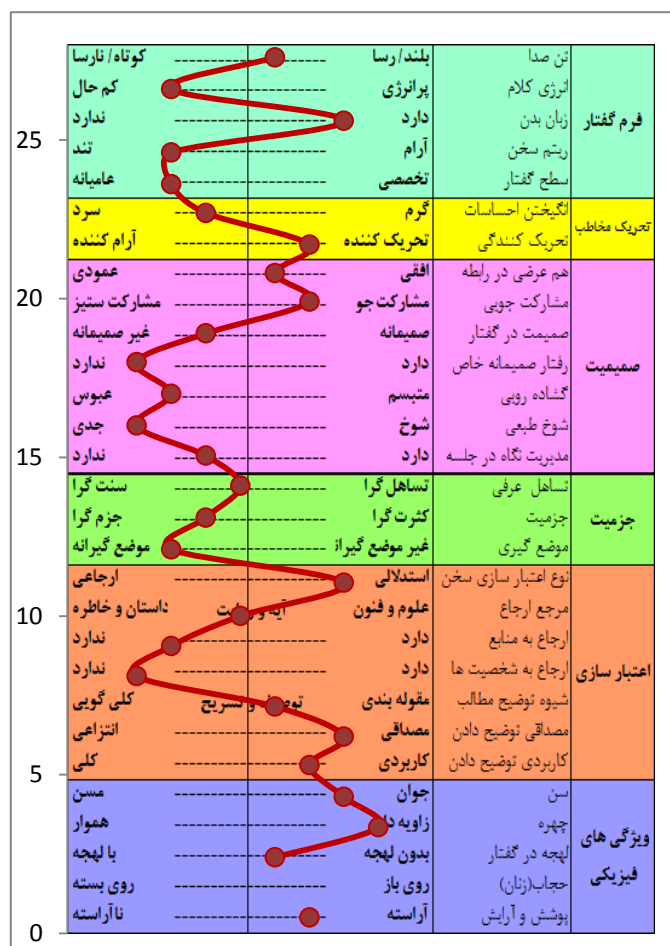 فرم گفتار
تن صدا بلند/ رسا کوتاه/ نارسا
انرژی کلام پرانرژی کم حال
زبان بدن دارد ندارد
ریتم سخن آرام تند
سطح گفتار تخصصی عامیانه
تحریک مخاطب
انگیختن احساسات گرم سرد
تحریک کنندگی تحریک کننده آرام کننده
صمیمیت
هم عرضی در رابطه افقی عمودی
مشارکت جویی مشارکت جو مشارکت ستیز
صمیمت در گفتار صمیمانه غیر صمیمانه
رفتار صمیمانه خاص دارد ندارد
گشاده رویی متبسم عبوس
شوخ طبعی شوخ جدی
مدیریت نگاه در جلسه دارد ندارد
جزمیت
تساهل عرفی تساهل گرا سنت گرا
جزمیت کثرت گرا جزم گرا
موضع گیری غیر موضع گیرانه موضع گیرانه
اعتبار سازی
نوع اعتبار سازی سخن استدلالی ارجاعی
مرجع ارجاع علوم و فنون آیه و داستان و خاطره
ارجاع به منابع دارد ندارد
ارجاع به شخصیت ها دارد ندارد
شیوه توضیح مطالب مقوله بندی و تشریح کلی گویی
مصداقی توضیح دادن مصداقی انتزاعی
کاربردی توضیح دادن کاربردی کلی
ویژگی های فیزیکی
سن جوان مسن
چهره زاویه هموار
لهجه در گفتار بدون لهجه با لهجه
حجاب(زنان) روی باز روی بسته
پوشش و آرایش آراسته ناآراسته
25
20
15
10
5
0